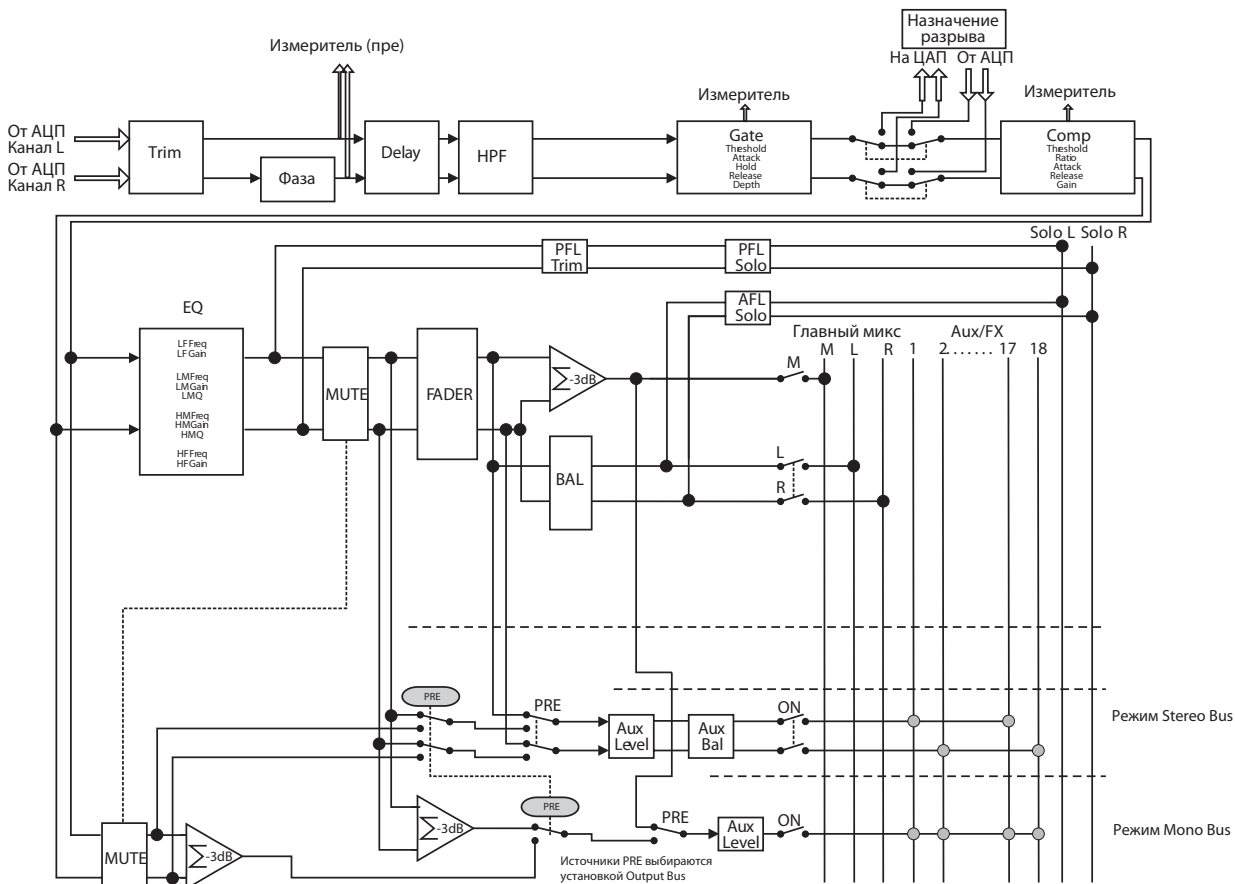 Назначение
разрыва
На ЦАП От АЦП
Измеритель (пре)
Измеритель
Измеритель
От АЦП
Канал L
От АЦП
Канал R
Trim
Фаза
Delay
HPF
Gate
Threshold
Attack
Hold
Release
Depth
Comp
Threshold
Ratio
Attack
Release
Gain
Solo L Solo R
PFL
Trim
PFL
Solo
AFL
Solo
EQ
LF Freq
LF Gain
LMFreq
LMGain
LMQ
HMFreq
HMGain
HMQ
HFFreq
HFGain
MUTE
FADER
Σ -3dB
BAL
Главный микс Aux/FX
M L R 1 2....... 17 18
M
L
R
PRE
PRE
Aux
Level
Aux
Bal
ON
Режим Stereo Bus
MUTE
Σ -3dB
Σ -3dB
PRE
PRE
Aux
Level
ON
Режим Mono Bus
Источники PRE выбираются
установкой Output Bus